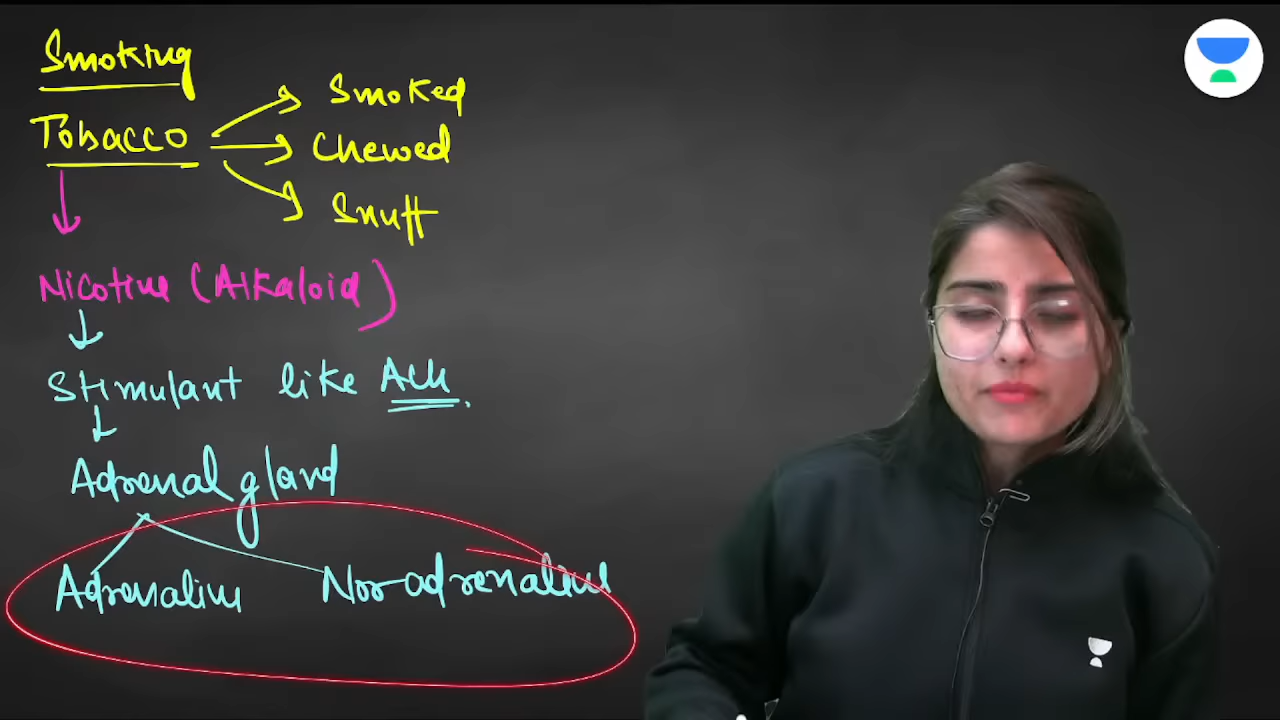 Smoking
Tobacco
Smoked
Chewed
Snuff
Nicotine (Alkaloid)
Stimulant like Ach.
Adrenal gland
Adrenaline Nor-adrenaline